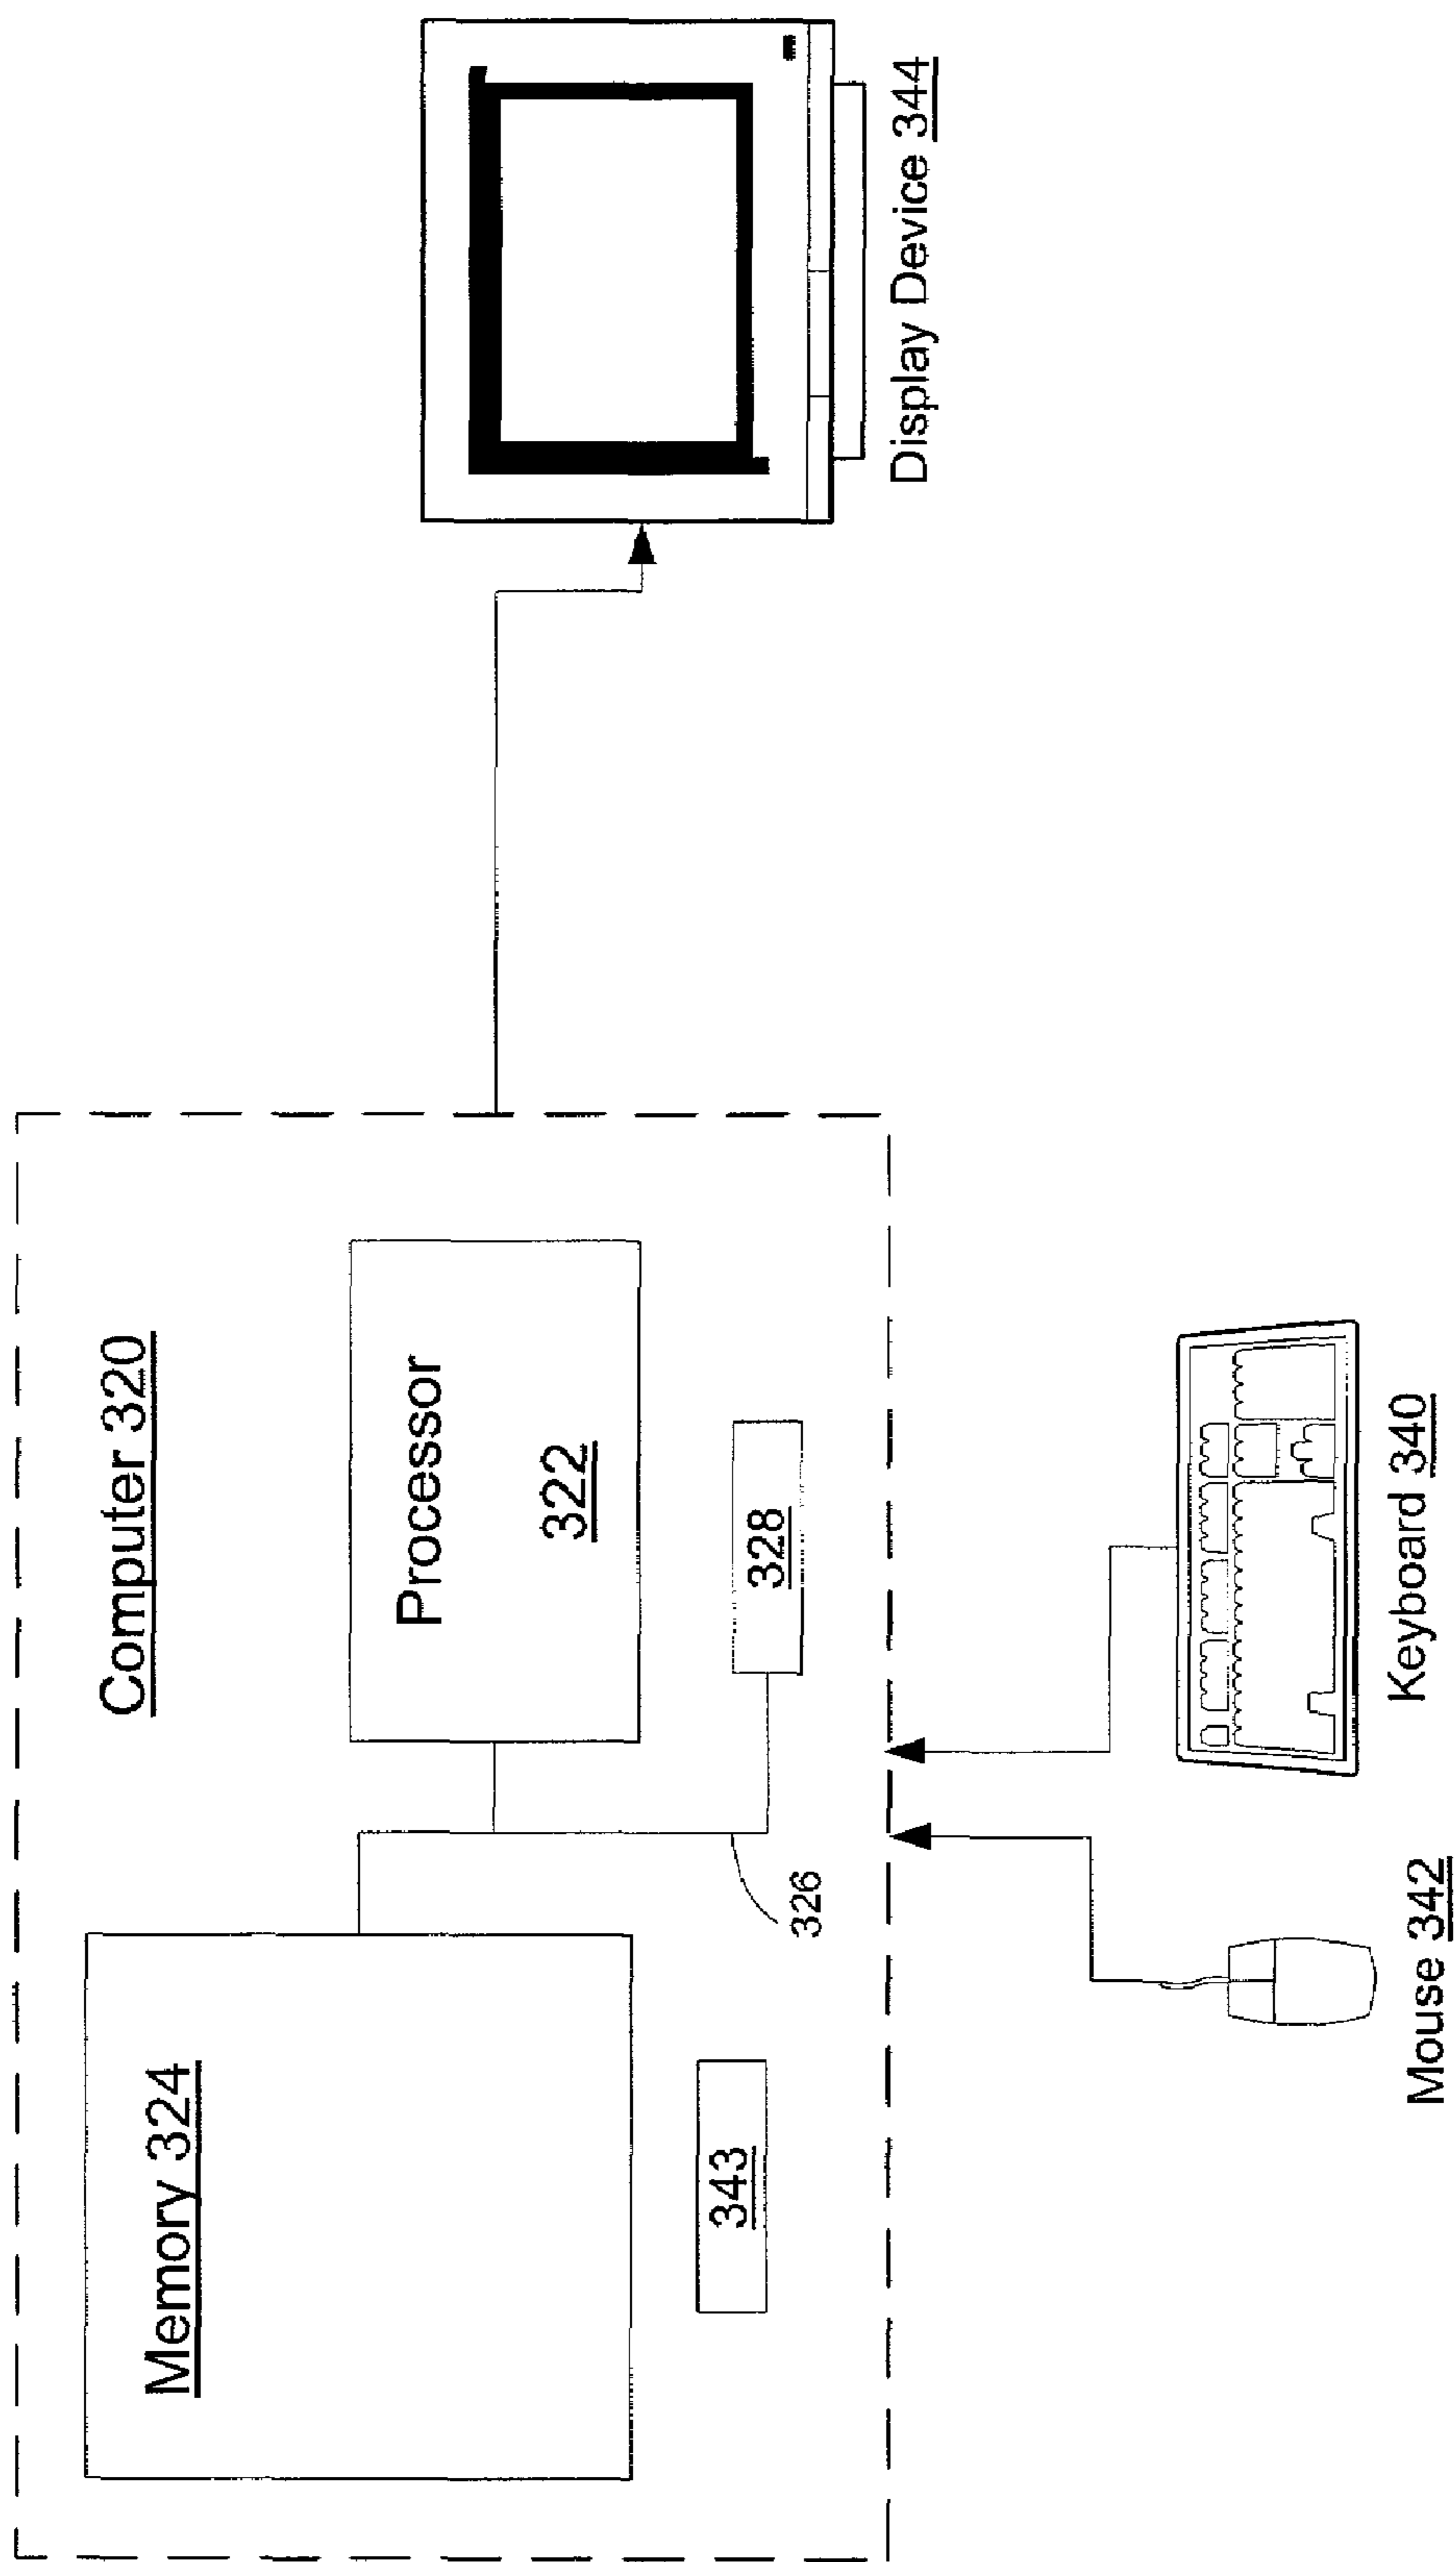 Computer 320
Memory 324
Processor
322
328
326
343
Display Device 344
Keyboard 340
Mouse 342